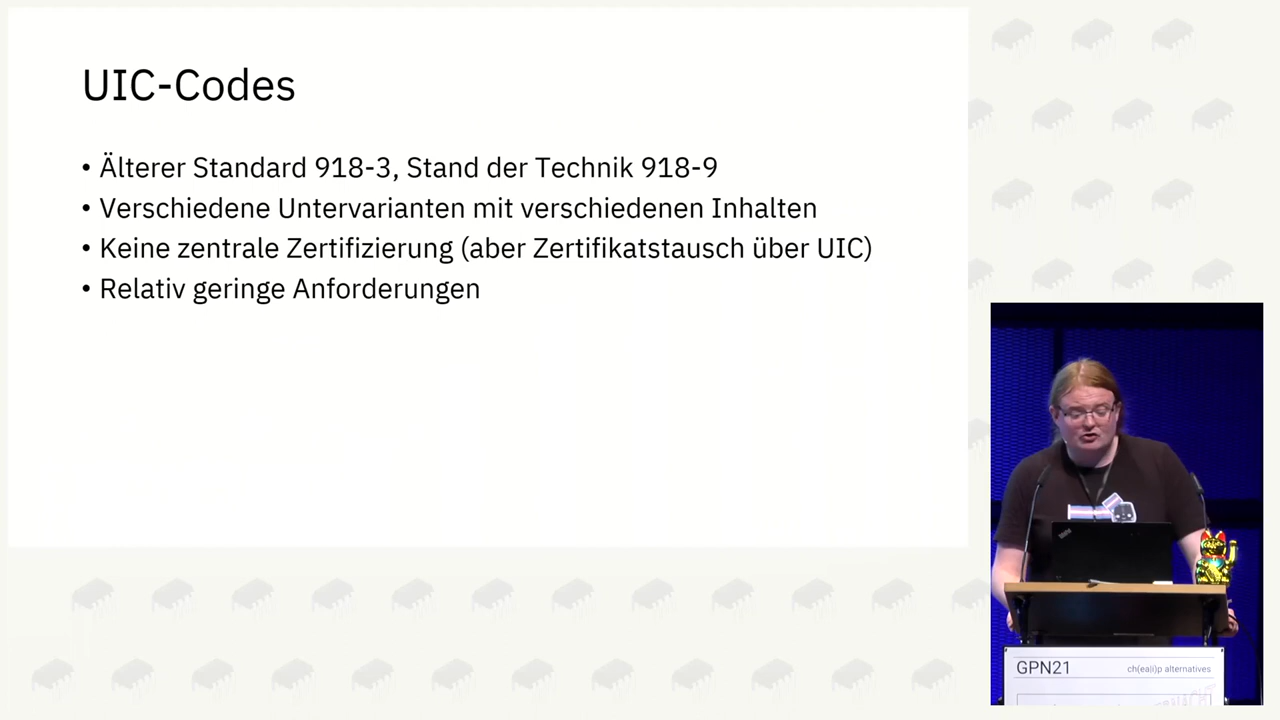 UIC-Codes
• Älterer Standard 918-3, Stand der Technik 918-9
• Verschiedene Untervarianten mit verschiedenen Inhalten
• Keine zentrale Zertifizierung (aber Zertifikatstausch über UIC)
• Relativ geringe Anforderungen
GPN21
ch(ea|i)p alternatives